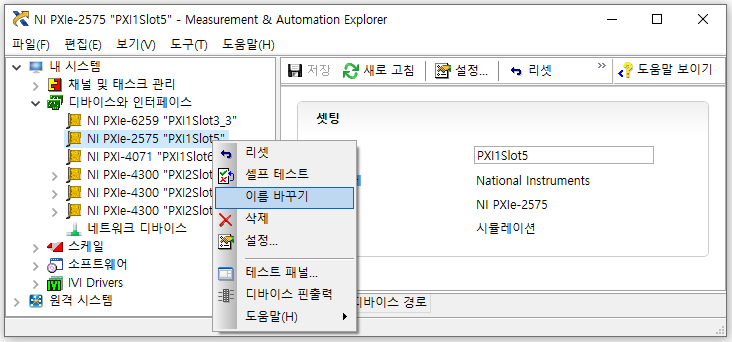 NI PXIe-2575 "PXI1Slot5" - Measurement & Automation Explorer
파일(F) 편집(E) 보기(V) 도구(T) 도움말(H)
내 시스템
채널 및 태스크 관리
디바이스와 인터페이스
NI PXIe-6259 "PXI1Slot3_3"
NI PXIe-2575 "PXI1Slot5"
NI PXI-4071 "PXI1Slot6
NI PXIe-4300 "PXI2Slot
NI PXIe-4300 "PXI2Slot
NI PXIe-4300 "PXI2Slot
네트워크 디바이스
스케일
소프트웨어
IVI Drivers
원격 시스템
저장 새로 고침 설정... 리셋 » 도움말 보이기
셋팅
PXI1Slot5
National Instruments
NI PXIe-2575
시뮬레이션
디바이스 경로
리셋
셀프 테스트
이름 바꾸기
삭제
설정...
테스트 패널...
디바이스 핀출력
도움말(H)